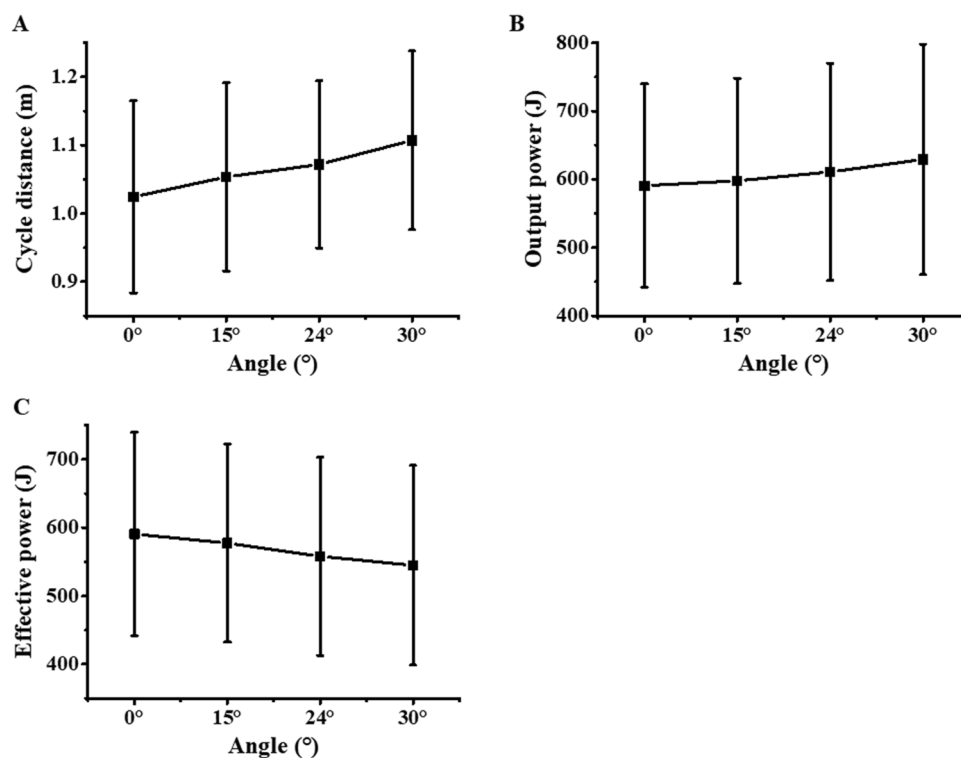 A
Cycle distance (m)
1.2
1.1
1.0
0.9
0° 15° 24° 30°
Angle (°)
B
Output power (J)
800
700
600
500
400
0° 15° 24° 30°
Angle (°)
C
Effective power (J)
700
600
500
400
0° 15° 24° 30°
Angle (°)